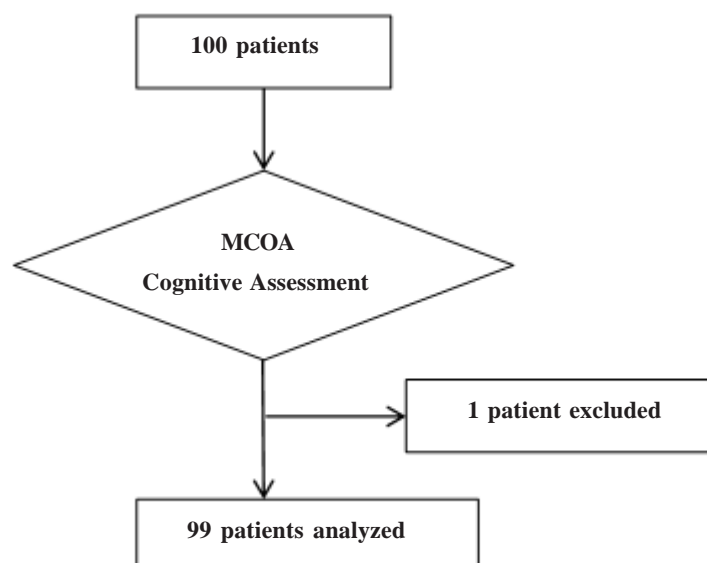 100 patients
MCOA
Cognitive Assessment
1 patient excluded
99 patients analyzed